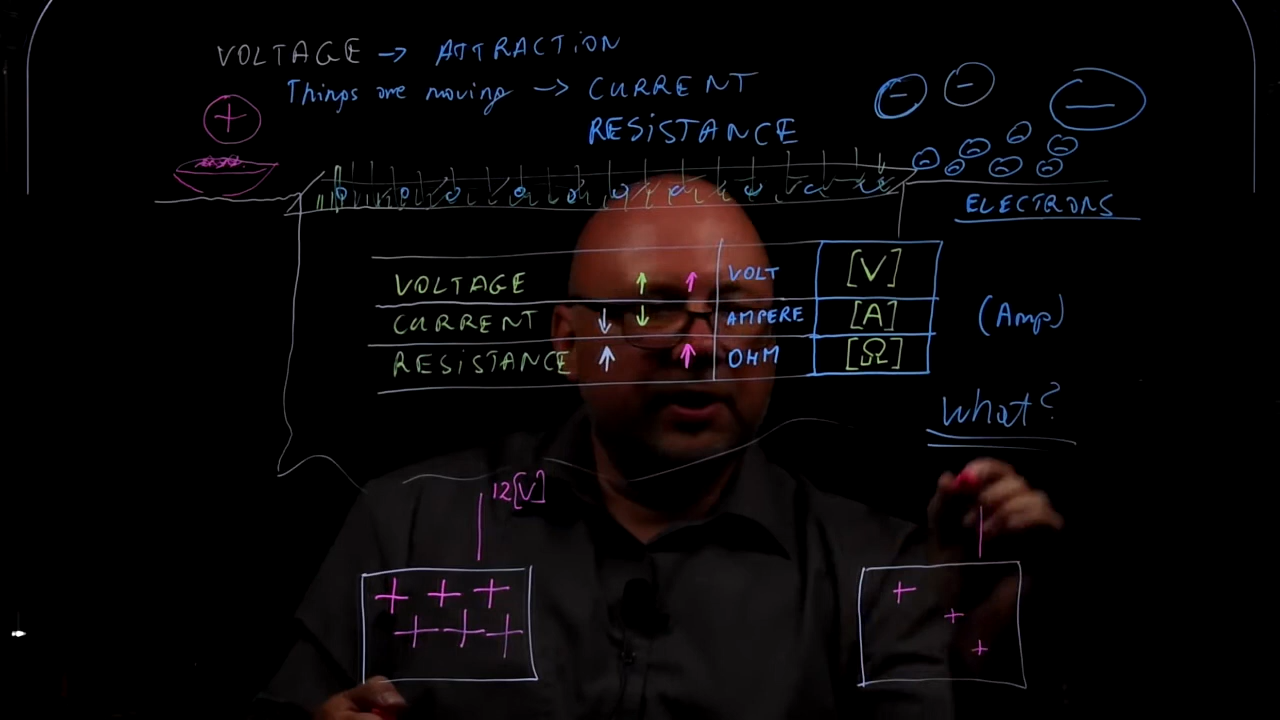 VOLTAGE → ATTRACTION
Things are moving → CURRENT
RESISTANCE
+
− − −
− − − − − − −
ELECTRONS
VOLTAGE ↑ ↑ VOLT [V]
CURRENT ↓ ↓ AMPERE [A] (Amp)
RESISTANCE ↑ ↑ OHM [Ω]
What?
12[V]
+ + +
+ + +
+
+
+